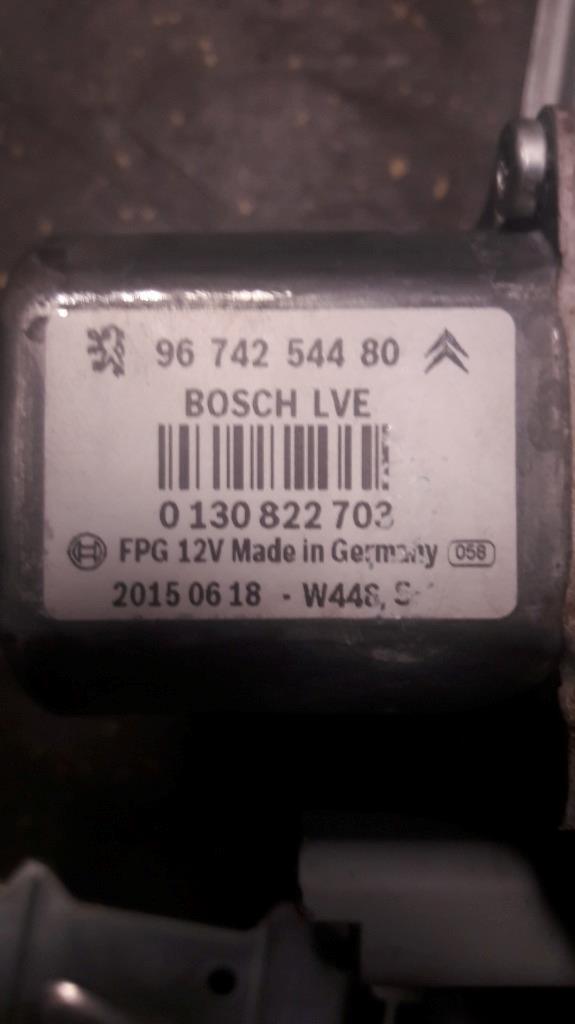 96 742 544 80
BOSCH LVE
0 130 822 703
FPG 12V Made in Germany 058
2015 06 18 -